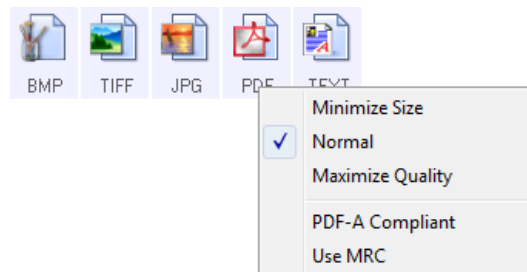 BMP TIFF JPG PDF TEXT
Minimize Size
Normal
Maximize Quality
PDF-A Compliant
Use MRC